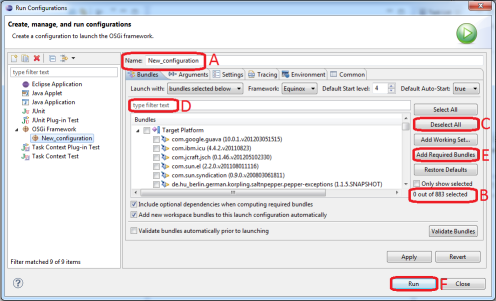 Run Configurations
Create, manage, and run configurations
Create a configuration to launch the OSGi framework.
type filter text
Eclipse Application
Java Applet
Java Application
JUnit
JUnit Plug-in Test
OSGi Framework
New_configuration
Task Context Plug-in Test
Task Context Test
Filter matched 9 of 9 items
Name: New_configuration A
Bundles Arguments Settings Tracing Environment Common
Launch with: bundles selected below Framework: Equinox Default Start level: 4 Default Auto-Start: true
type filter text
D
Bundles
Target Platform
com.google.guava (10.0.1.v201203051515)
com.ibm.icu (4.4.2.v20110823)
com.jcraft.jsch (0.1.46.v201205102330)
com.sun.el (2.2.0.v201108011116)
com.sun.syndication (0.9.0.v200803061811)
de.hu_berlin.german.korpling.saltnpepper.pepper-exceptions (1.1.5.SNAPSHOT)
Select All
Deselect All C
Add Working Set...
Add Required Bundles E
Restore Defaults
Only show selected
0 out of 883 selected B
Include optional dependencies when computing required bundles
Add new workspace bundles to this launch configuration automatically
Validate bundles automatically prior to launching
Validate Bundles
Apply Revert
? Run F Close